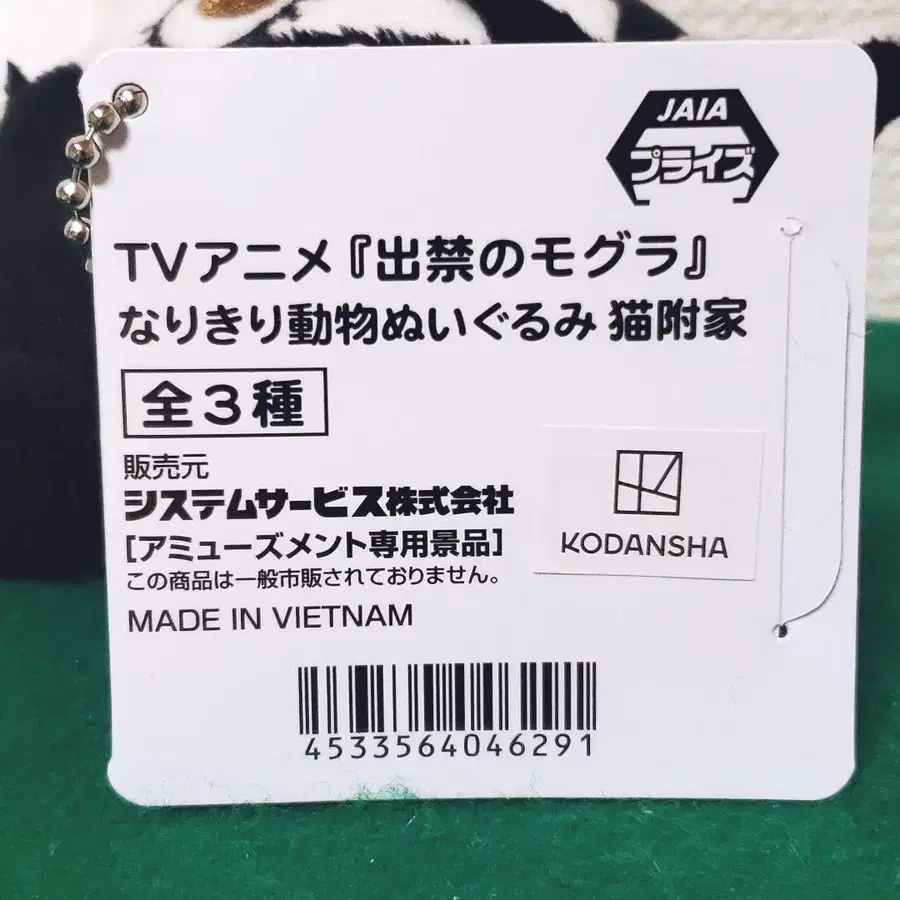 JAIA
プライズ
TVアニメ『出禁のモグラ』
なりきり動物ぬいぐるみ 猫附家
全3種
販売元
システムサービス株式会社
[アミューズメント専用景品]
この商品は一般市販されておりません。
MADE IN VIETNAM
KODANSHA
4533564046291